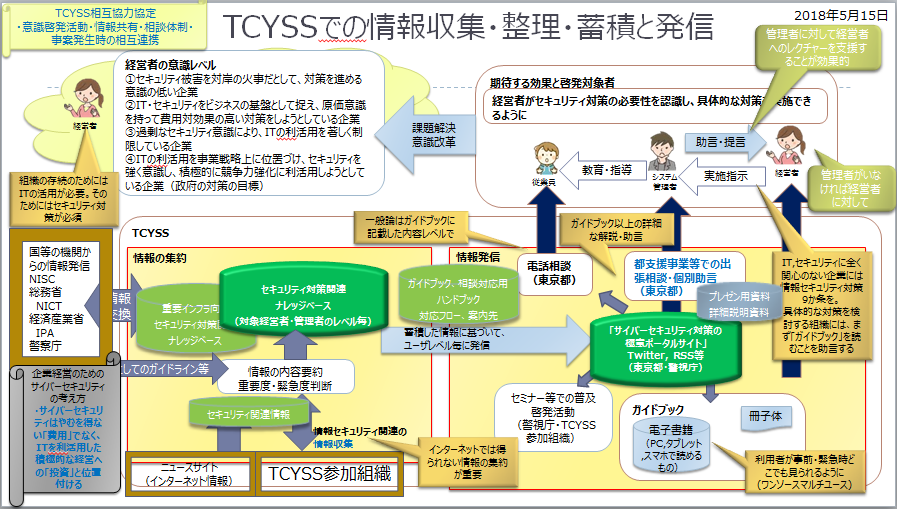 TCYSS相互協力協定
・意識啓発活動・情報共有・相談体制・
事案発生時の相互連携
TCYSSでの情報収集・整理・蓄積と発信
2018年5月15日
管理者に対して経営者
へのレクチャーを支援す
ることが効果的
経営者の意識レベル
①セキュリティ被害を対岸の火事だとして、対策を進める
意識の低い企業
②IT・セキュリティをビジネスの基盤として捉え、原価意識
を持って費用対効果の高い対策をしようとしている企業
③過剰なセキュリティ意識により、ITの利活用を著しく制
限している企業
④ITの利活用を事業戦略上に位置づけ、セキュリティを
強く意識し、積極的に競争力強化に利活用しようとして
いる企業（政府の対策の目標）
経営者
課題解決
意識改革
期待する効果と啓発対象者
経営者がセキュリティ対策の必要性を認識し、具体的な対策
実施でき
るように
助言・提言
教育・指導
実施指示
従業員
システム
管理者
経営者
管理者がいな
ければ経営者
に対して
組織の存続のためには
ITの活用が必要。そ
のためにはセキュリティ対
策が必須
一般論はガイドブックに
記載した内容レベルで
ガイドブック以上の詳細
な解説・助言
IT,セキュリティに全く
関心のない企業には
情報セキュリティ対策
9か条を。
具体的な対策を検
討する組織には、ま
ず「ガイドブック」を読
むことを助言する
国等の機関か
らの情報発信
NISC
総務省
NICT
経済産業省
IPA
警察庁
情報
交換
TCYSS
情報の集約
重要インフラ向
セキュリティ対策
ナレッジベース
セキュリティ対策関連
ナレッジベース
（対象経営者・管理者のレベル毎）
してのガイドライン等
情報の内容要約
重要度・緊急度判断
セキュリティ関連情報
情報セキュリティ関連の
情報収集
ニュースサイト
（インターネット情報）
TCYSS参加組織
インターネットでは得
られない情報の集約
が重要
企業経営のための
サイバーセキュリティ
の考え方
・サイバーセキュリ
ティはやむを得な
い「費用」でなく、
ITを利活用した
積極的な経営へ
の「投資」と位置
付ける
情報発信
ガイドブック、相談対応用
ハンドブック
対応フロー、案内先
蓄積した情報に基づいて、
ユーザレベル毎に発信
電話相談
（東京都）
都支援事業等での出
張相談・個別助言
（東京都）
プレゼン用資料
詳細説明資料
「サイバーセキュリティ対策の
極意ポータルサイト」
Twitter, RSS等
（東京都・警視庁）
セミナー等での普及
啓発活動
（警視庁・TCYSS
参加組織）
ガイドブック
電子書籍
（PC,タブレット
,スマホで読める
もの）
冊子体
利用者が事前・緊急時ど
こでも見られるように
（ワンソースマルチユース）